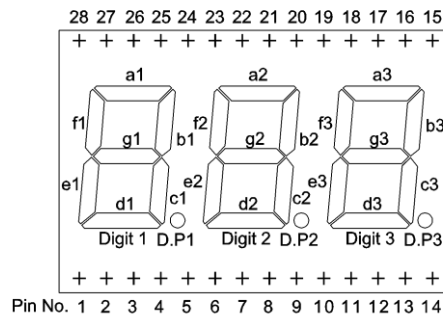 28 27 26 25 24 23 22 21 20 19 18 17 16 15
+ + + + + + + + + + + + + +
a1 a2 a3
f1 b1 f2 b2 f3 b3
g1 g2 g3
e1 c1 e2 c2 e3 c3
d1 d2 d3
Digit 1 D.P1 Digit 2 D.P2 Digit 3 D.P3
+ + + + + + + + + + + + + +
Pin No. 1 2 3 4 5 6 7 8 9 10 11 12 13 14